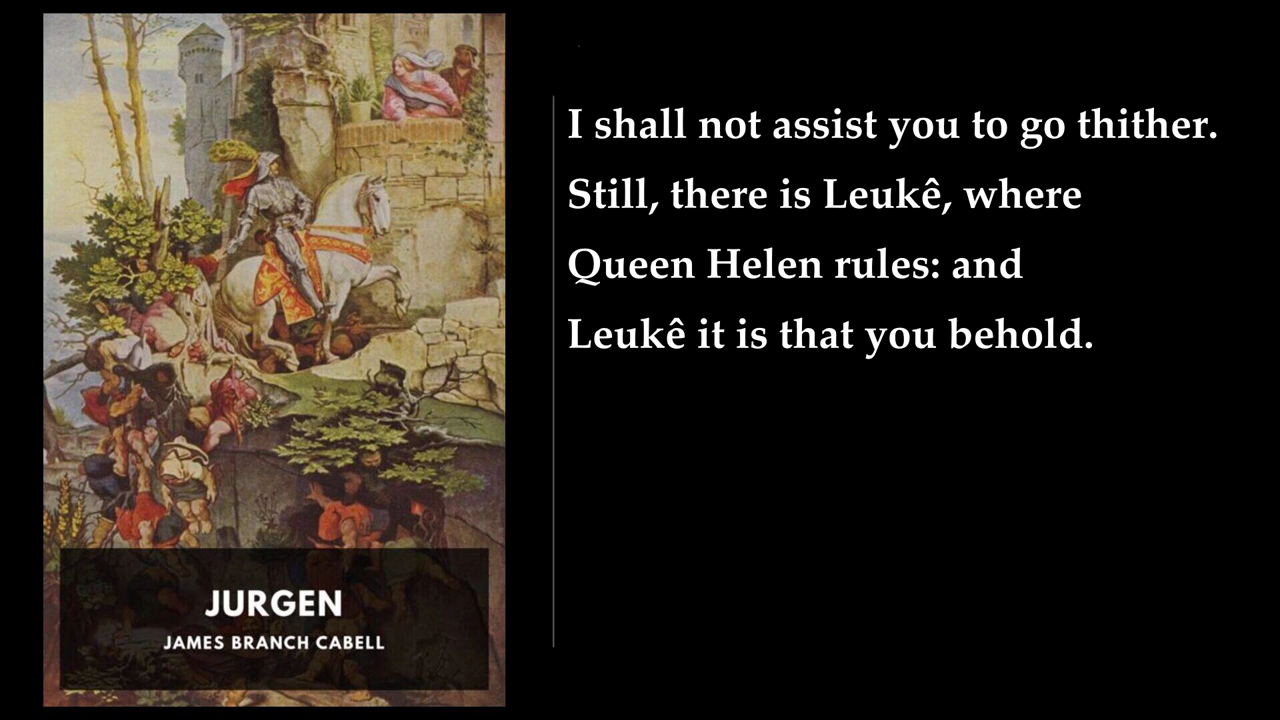 I shall not assist you to go thither.
Still, there is Leukê, where
Queen Helen rules: and
Leukê it is that you behold.
JURGEN
JAMES BRANCH CABELL